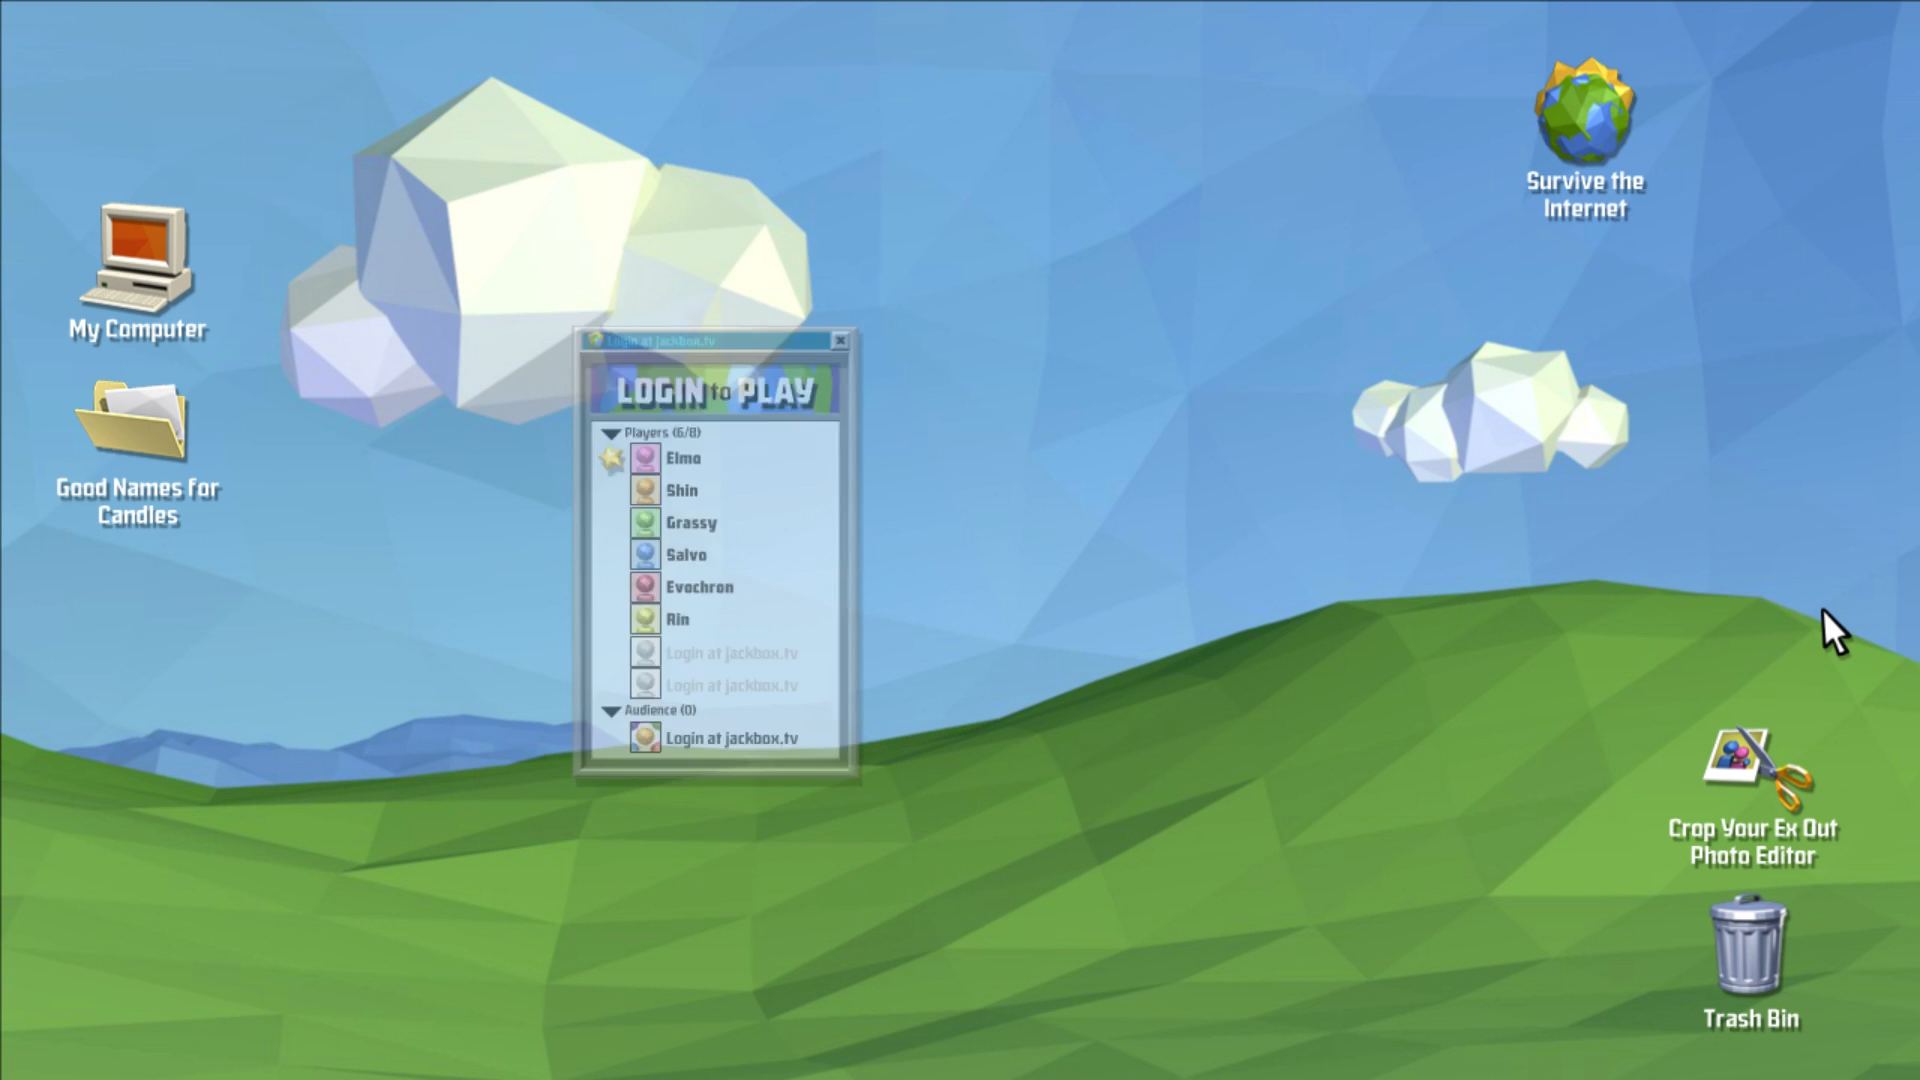 Survive the
Internet
My Computer
Good Names for
Candles
Login at jackbox.tv
LOGIN to PLAY
Players (6/8)
Elmo
Shin
Grassy
Salvo
Evochron
Rin
Login at jackbox.tv
Login at jackbox.tv
Audience (0)
Login at jackbox.tv
Crop Your Ex Out
Photo Editor
Trash Bin